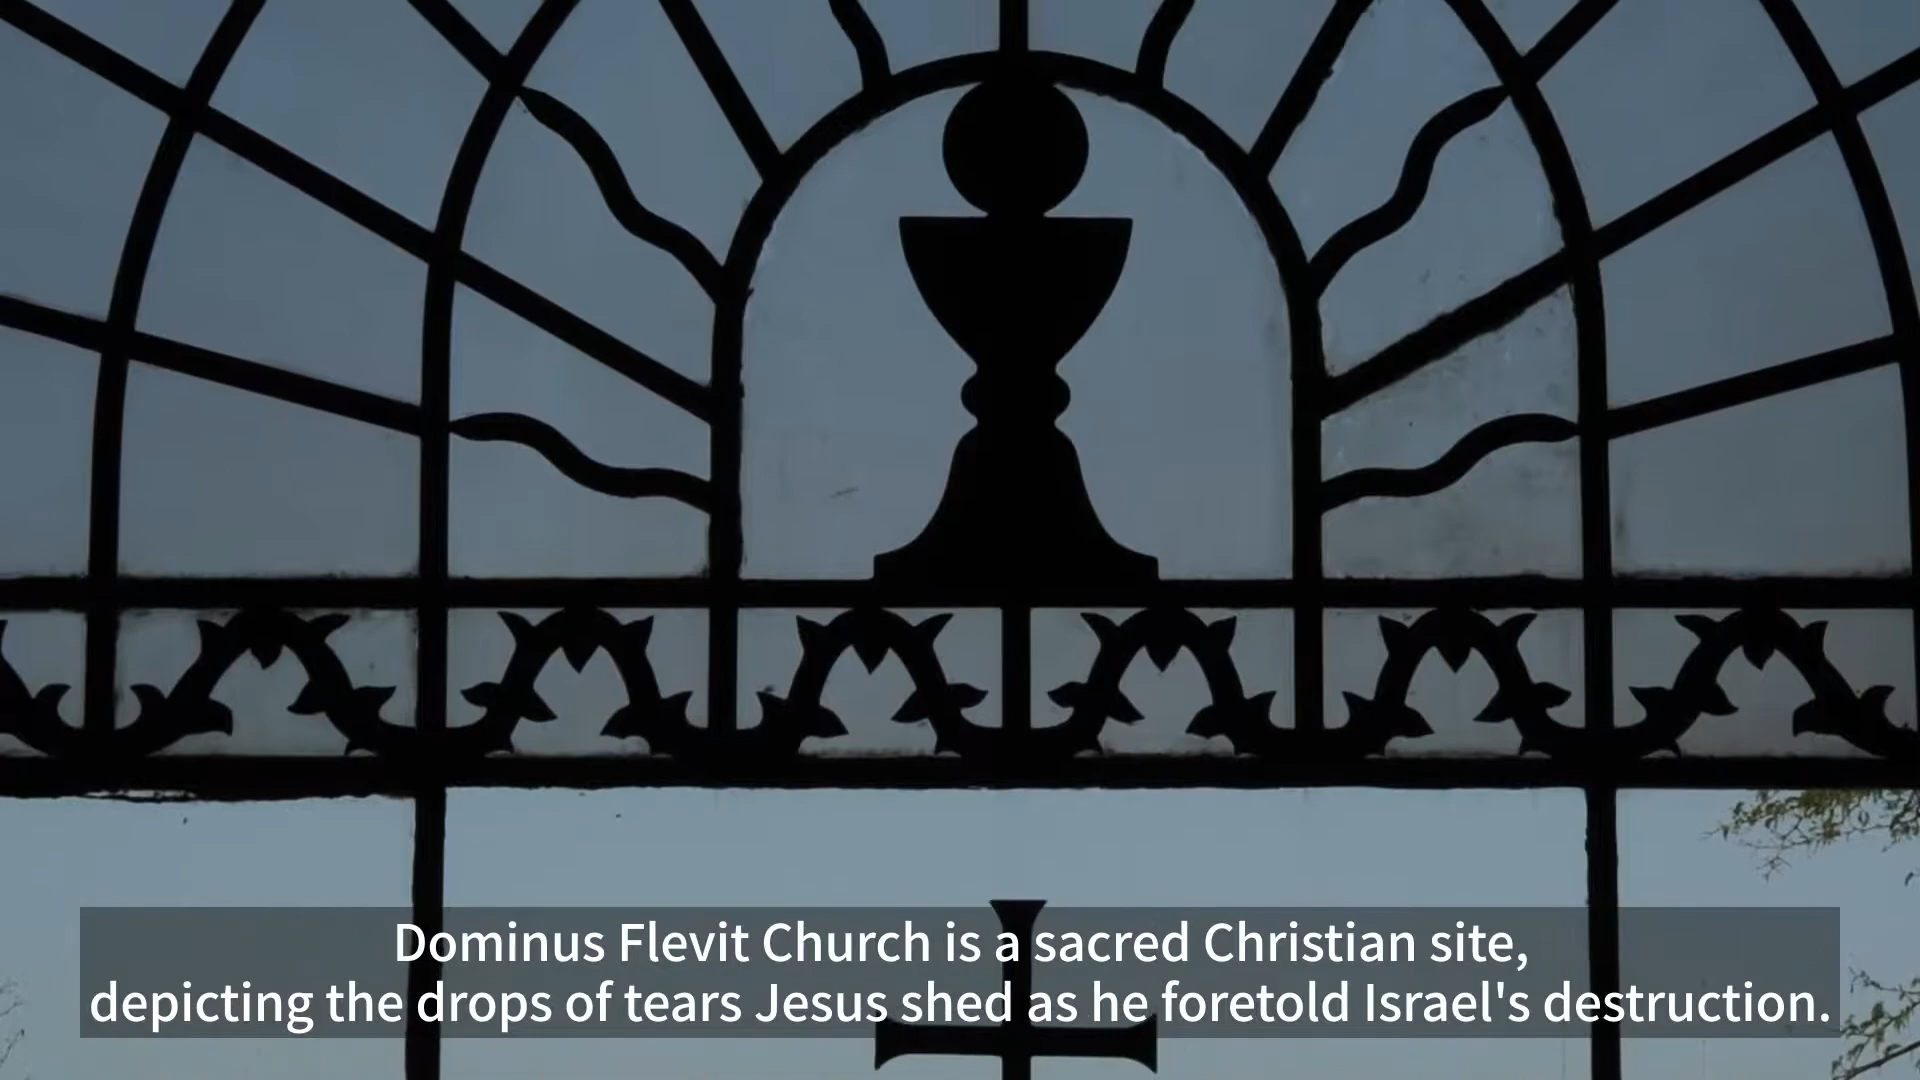 Dominus Flevit Church is a sacred Christian site,
depicting the drops of tears Jesus shed as he foretold Israel's destruction.